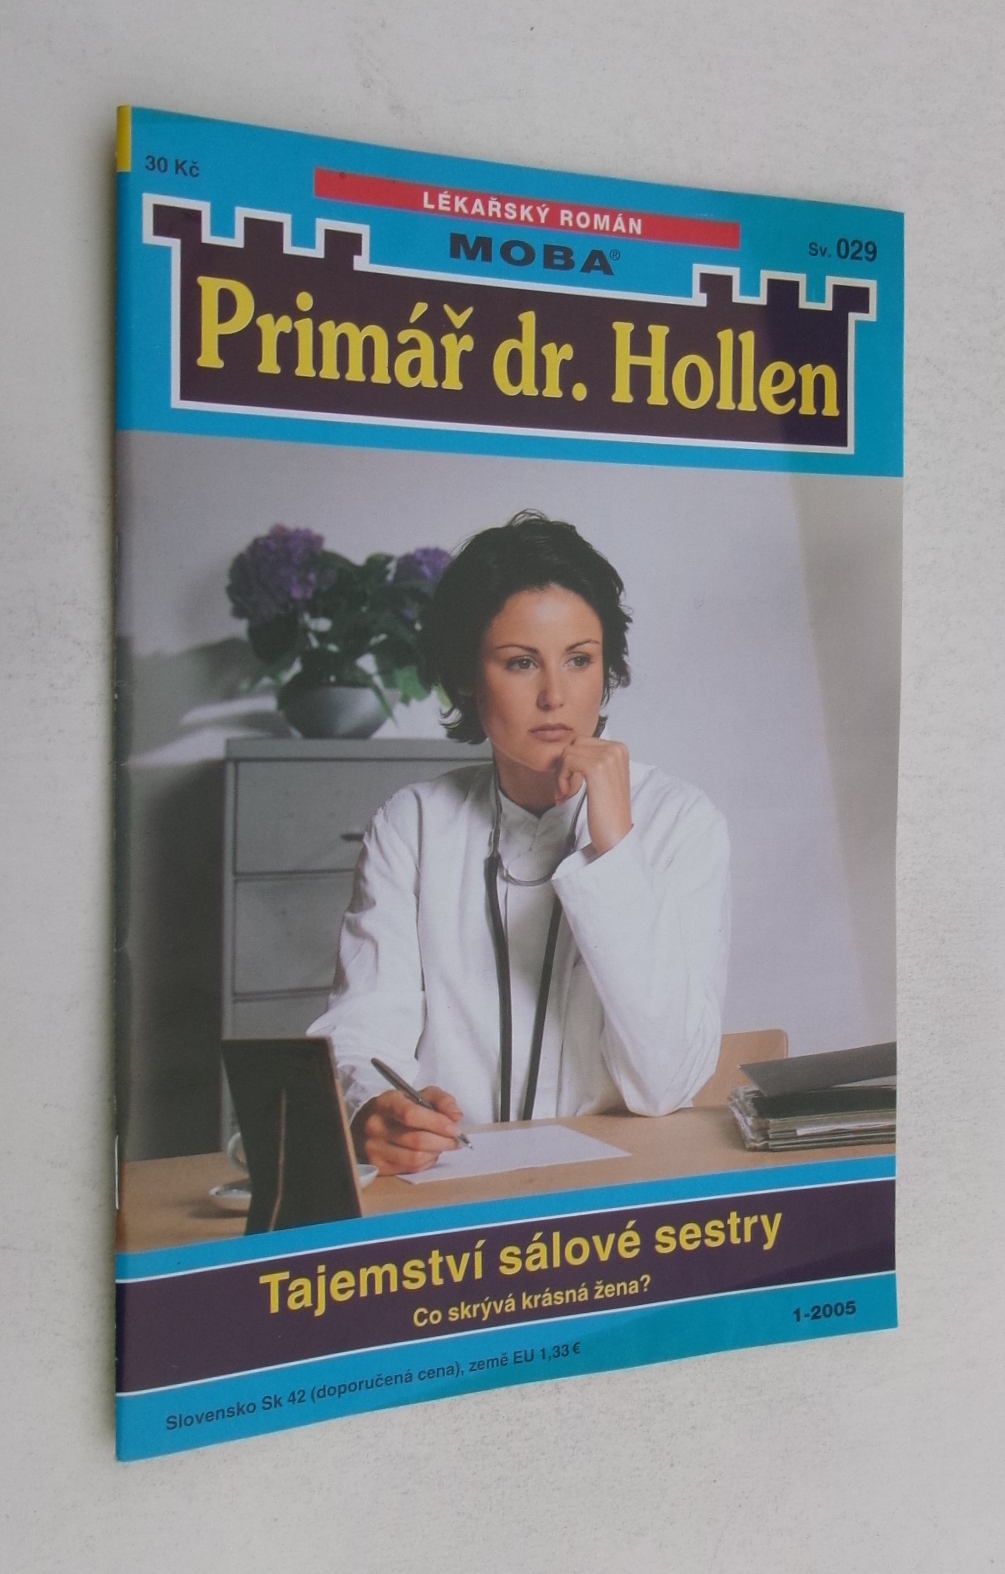 30 Kč
LÉKAŘSKÝ ROMÁN
MOBA®
Sv. 029
Primář dr. Hollen
Tajemství sálové sestry
Co skrývá krásná žena?
1-2005
Slovensko Sk 42 (doporučená cena), země EU 1,33 €